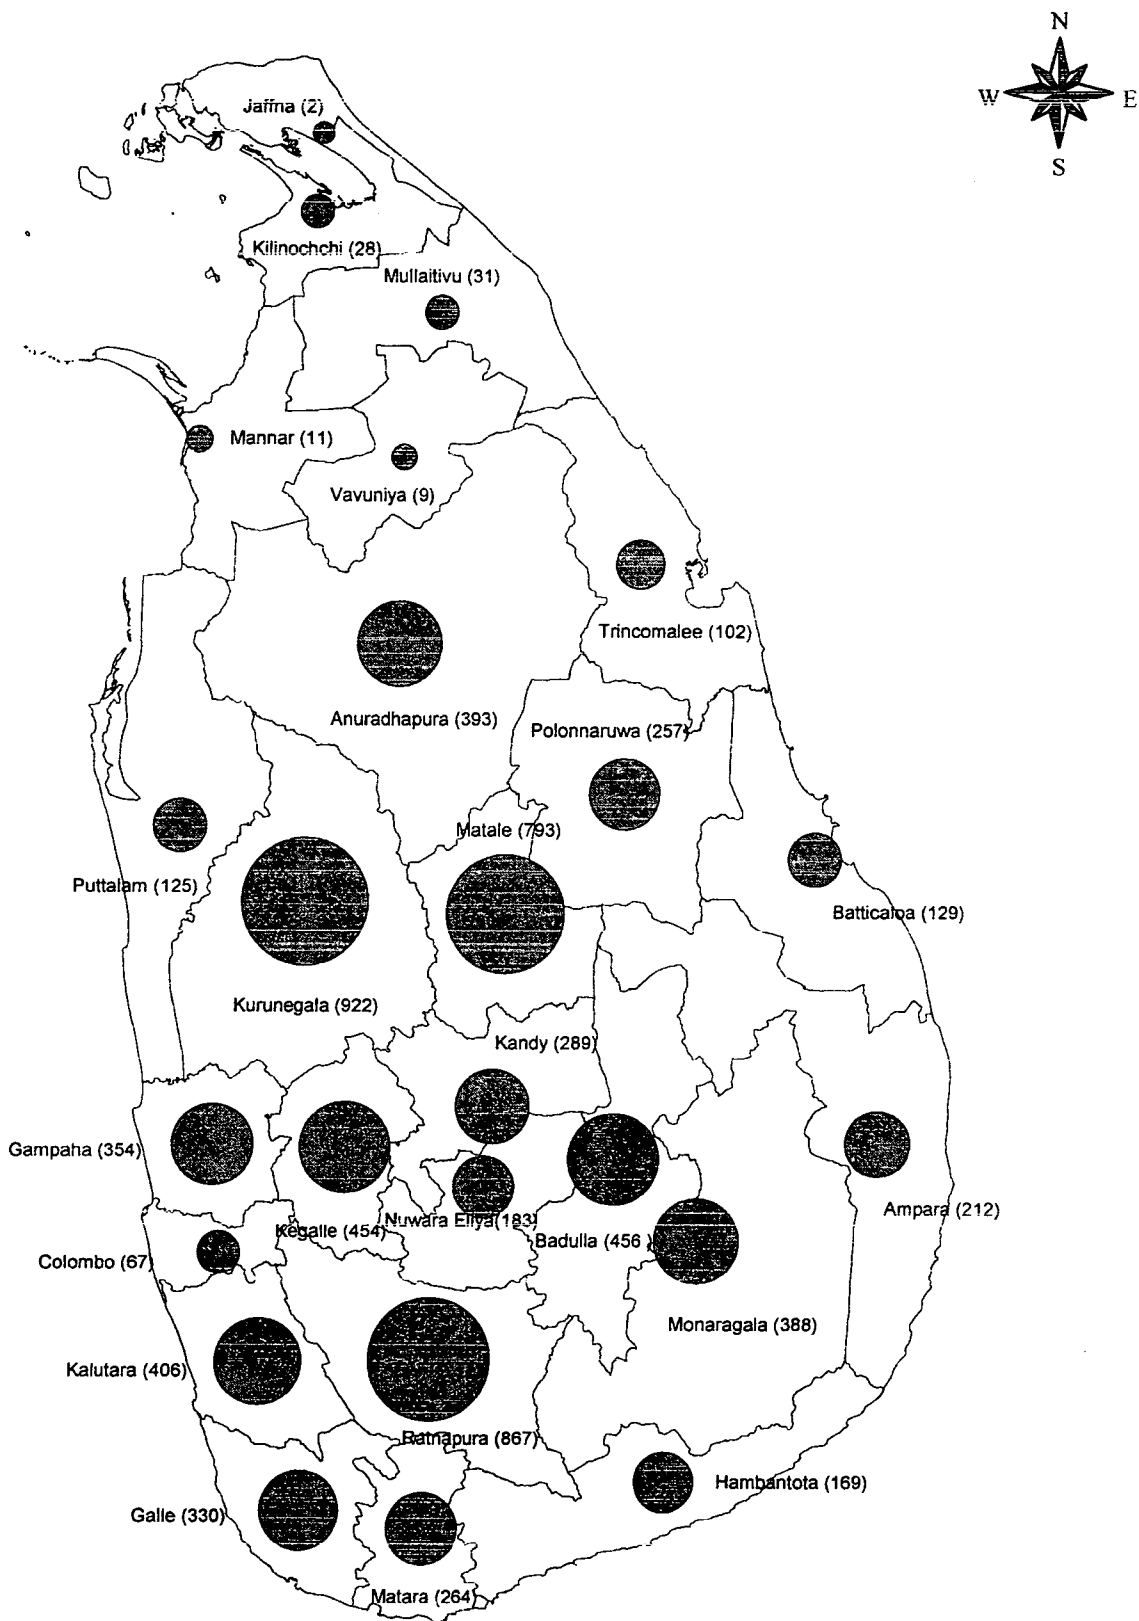 N
W E
S
Jaffna (2)
Kilinochchi (28)
Mullaitivu (31)
Mannar (11)
Vavuniya (9)
Trincomalee (102)
Anuradhapura (393)
Polonnaruwa (257)
Matale (793)
Puttalam (125)
Batticaloa (129)
Kurunegala (922)
Kandy (289)
Gampaha (354)
Ampara (212)
Nuwara Eliya(183)
Kegalle (454)
Badulla (456 )
Colombo (67)
Monaragala (388)
Kalutara (406)
Ratnapura (867)
Hambantota (169)
Galle (330)
Matara (264)